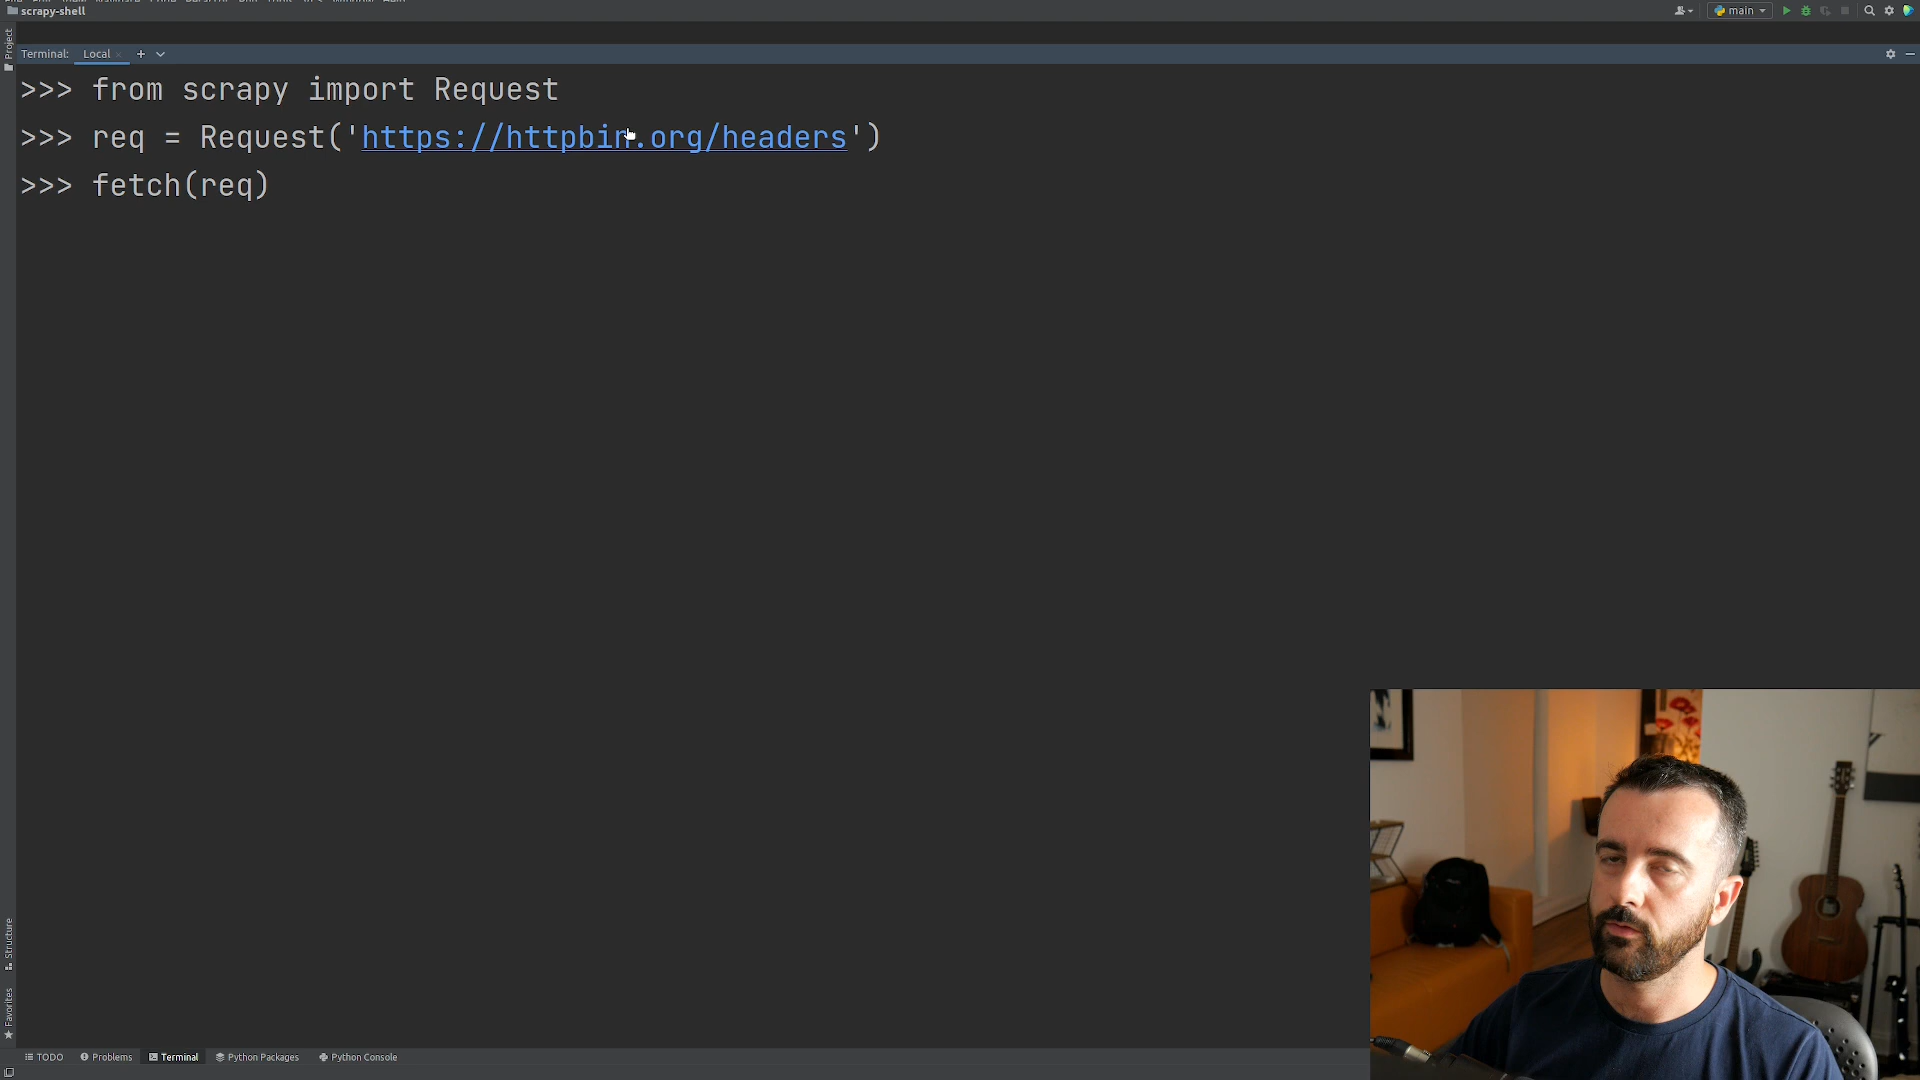 scrapy-shell
main
Project
Terminal: Local
>>> from scrapy import Request
>>> req = Request('https://httpbin.org/headers')
>>> fetch(req)
Structure
Favorites
TODO Problems Terminal Python Packages Python Console